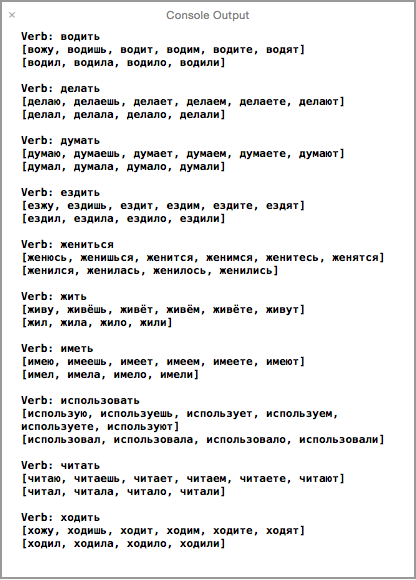 × Console Output
Verb: водить
[вожу, водишь, водит, водим, водите, водят]
[водил, водила, водило, водили]
Verb: делать
[делаю, делаешь, делает, делаем, делаете, делают]
[делал, делала, делало, делали]
Verb: думать
[думаю, думаешь, думает, думаем, думаете, думают]
[думал, думала, думало, думали]
Verb: ездить
[езжу, ездишь, ездит, ездим, ездите, ездят]
[ездил, ездила, ездило, ездили]
Verb: жениться
[женюсь, женишься, женится, женимся, женитесь, женятся]
[женился, женилась, женилось, женились]
Verb: жить
[живу, живёшь, живёт, живём, живёте, живут]
[жил, жила, жило, жили]
Verb: иметь
[имею, имеешь, имеет, имеем, имеете, имеют]
[имел, имела, имело, имели]
Verb: использовать
[использую, используешь, использует, используем,
используете, используют]
[использовал, использовала, использовало, использовали]
Verb: читать
[читаю, читаешь, читает, читаем, читаете, читают]
[читал, читала, читало, читали]
Verb: ходить
[хожу, ходишь, ходит, ходим, ходите, ходят]
[ходил, ходила, ходило, ходили]